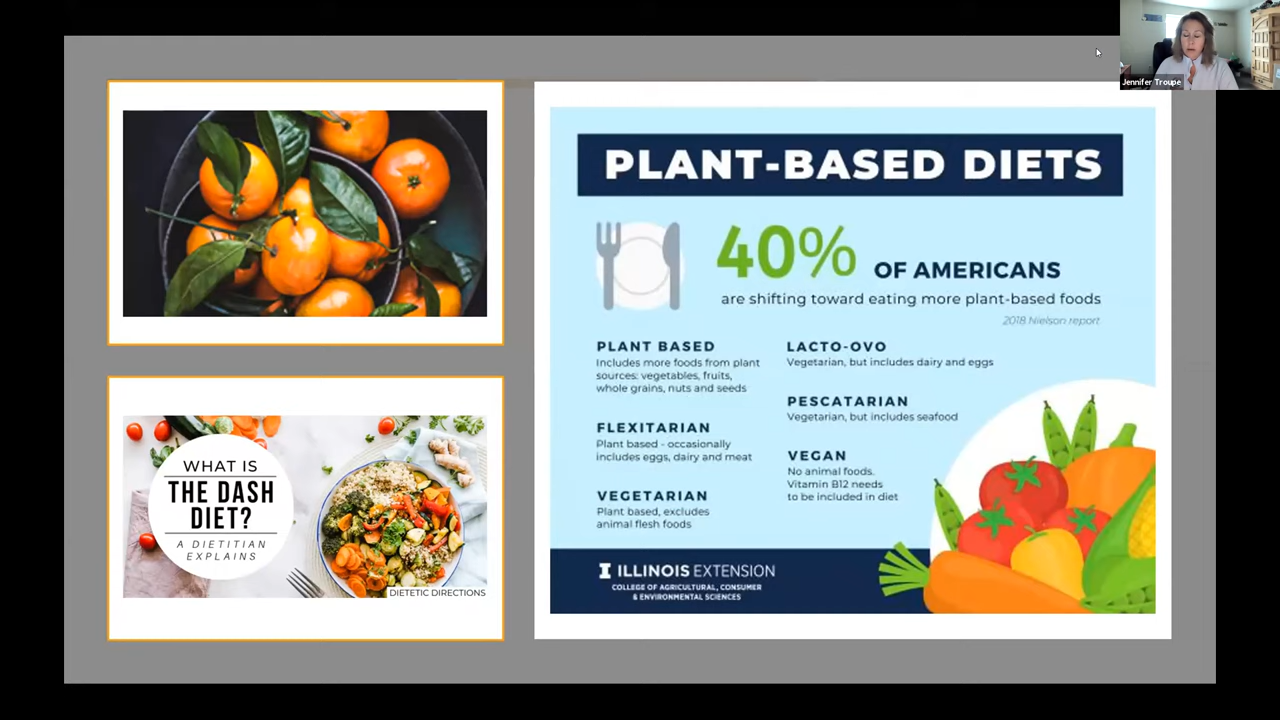 Jennifer Troupe
WHAT IS
THE DASH
DIET?
A DIETITIAN
EXPLAINS
DIETETIC DIRECTIONS
PLANT-BASED DIETS
40% OF AMERICANS
are shifting toward eating more plant-based foods
2018 Nielson report
PLANT BASED
Includes more foods from plant
sources: vegetables, fruits,
whole grains, nuts and seeds
FLEXITARIAN
Plant based - occasionally
includes eggs, dairy and meat
VEGETARIAN
Plant based, excludes
animal flesh foods
LACTO-OVO
Vegetarian, but includes dairy and eggs
PESCATARIAN
Vegetarian, but includes seafood
VEGAN
No animal foods.
Vitamin B12 needs
to be included in diet
I ILLINOIS EXTENSION
COLLEGE OF AGRICULTURAL, CONSUMER
& ENVIRONMENTAL SCIENCES